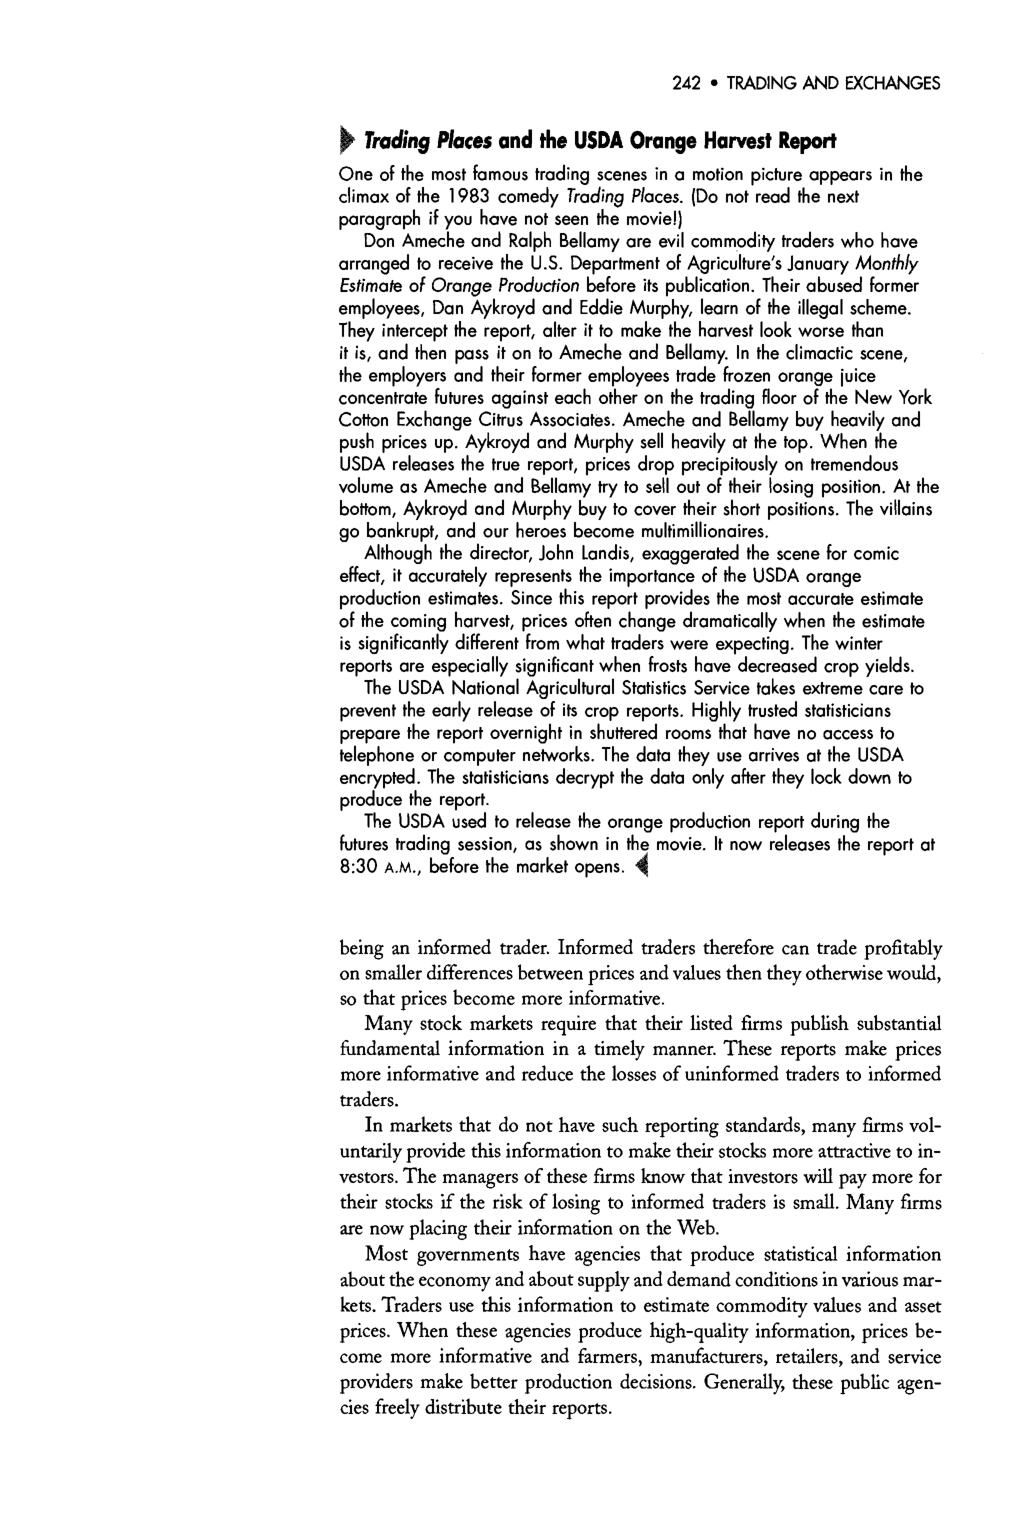 242 • TRADING AND EXCHANGES
Trading Places and the USDA Orange Harvest Report
One of the most famous trading scenes in a motion picture appears in the
climax of the 1983 comedy Trading Places. (Do not read the next
paragraph if you have not seen the movie!)
Don Ameche and Ralph Bellamy are evil commodity traders who have
arranged to receive the U.S. Department of Agriculture's January Monthly
Estimate of Orange Production before its publication. Their abused former
employees, Dan Aykroyd and Eddie Murphy, learn of the illegal scheme.
They intercept the report, alter it to make the harvest look worse than
it is, and then pass it on to Ameche and Bellamy. In the climactic scene,
the employers and their former employees trade frozen orange juice
concentrate futures against each other on the trading floor of the New York
Cotton Exchange Citrus Associates. Ameche and Bellamy buy heavily and
push prices up. Aykroyd and Murphy sell heavily at the top. When the
USDA releases the true report, prices drop precipitously on tremendous
volume as Ameche and Bellamy try to sell out of their losing position. At the
bottom, Aykroyd and Murphy buy to cover their short positions. The villains
go bankrupt, and our heroes become multimillionaires.
Although the director, John Landis, exaggerated the scene for comic
effect, it accurately represents the importance of the USDA orange
production estimates. Since this report provides the most accurate estimate
of the coming harvest, prices often change dramatically when the estimate
is significantly different from what traders were expecting. The winter
reports are especially significant when frosts have decreased crop yields.
The USDA National Agricultural Statistics Service takes extreme care to
prevent the early release of its crop reports. Highly trusted statisticians
prepare the report overnight in shuttered rooms that have no access to
telephone or computer networks. The data they use arrives at the USDA
encrypted. The statisticians decrypt the data only after they lock down to
produce the report.
The USDA used to release the orange production report during the
futures trading session, as shown in the movie. It now releases the report at
8:30 A.M., before the market opens.
being an informed trader. Informed traders therefore can trade profitably
on smaller differences between prices and values then they otherwise would,
so that prices become more informative.
Many stock markets require that their listed firms publish substantial
fundamental information in a timely manner. These reports make prices
more informative and reduce the losses of uninformed traders to informed
traders.
In markets that do not have such reporting standards, many firms vol-
untarily provide this information to make their stocks more attractive to in-
vestors. The managers of these firms know that investors will pay more for
their stocks if the risk of losing to informed traders is small. Many firms
are now placing their information on the Web.
Most governments have agencies that produce statistical information
about the economy and about supply and demand conditions in various mar-
kets. Traders use this information to estimate commodity values and asset
prices. When these agencies produce high-quality information, prices be-
come more informative and farmers, manufacturers, retailers, and service
providers make better production decisions. Generally, these public agen-
cies freely distribute their reports.